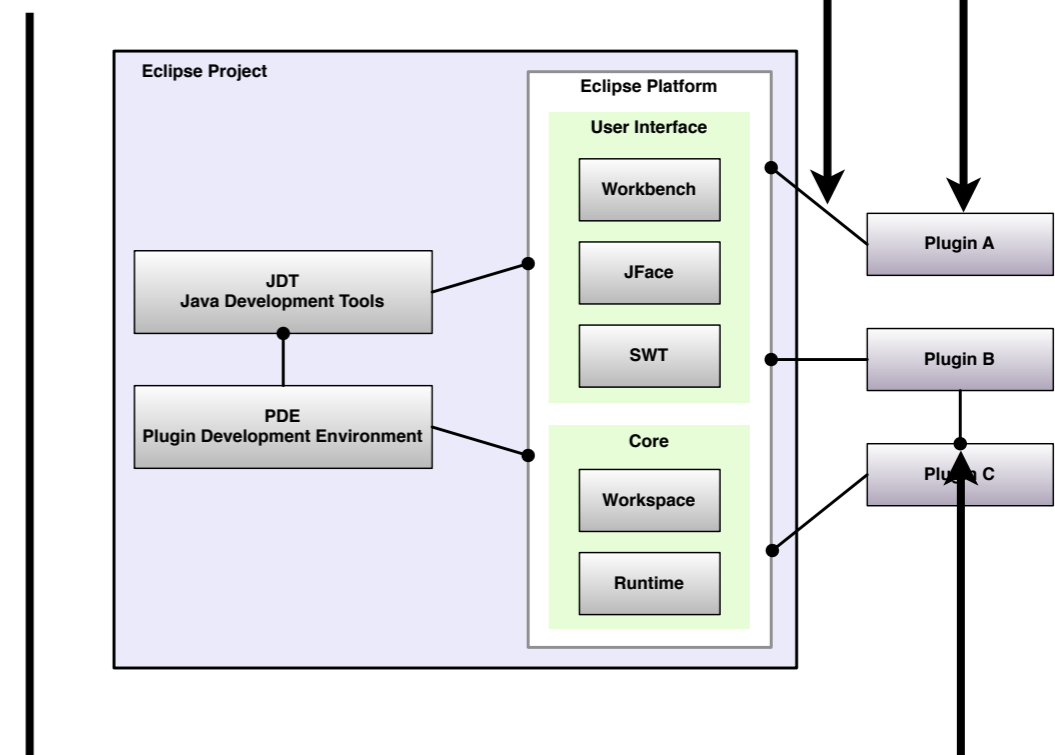 Eclipse Project
Eclipse Platform
User Interface
Workbench
JFace
SWT
Core
Workspace
Runtime
JDT
Java Development Tools
PDE
Plugin Development Environment
Plugin A
Plugin B
Plugin C